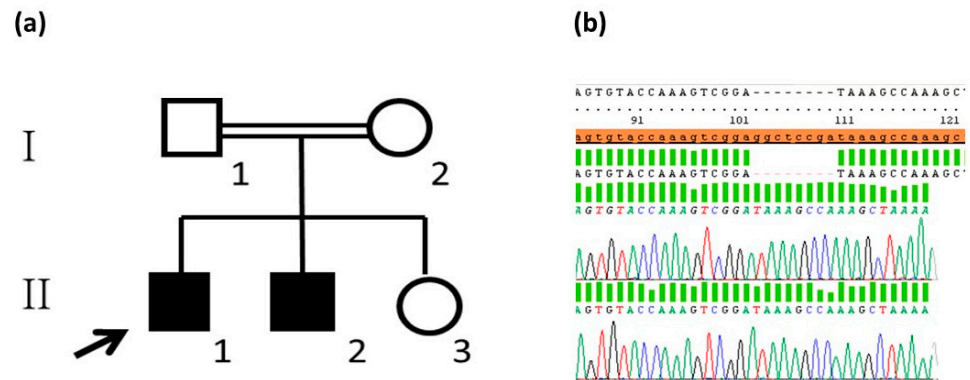 (a)
(b)
I
1
2
II
1
2
3
AGTGTACCAAAGTCGGA--------TAAAGCCAAAGC
91 101 111 121
agtgtaccaaagtcggaggctccgataaagccaaagc
AGTGTACCAAAGTCGGA--------TAAAGCCAAAGC
AGTGTACCAAAGTCGGATAAAGCCAAAGCTAAAA
AGTGTACCAAAGTCGGATAAAGCCAAAGCTAAAA